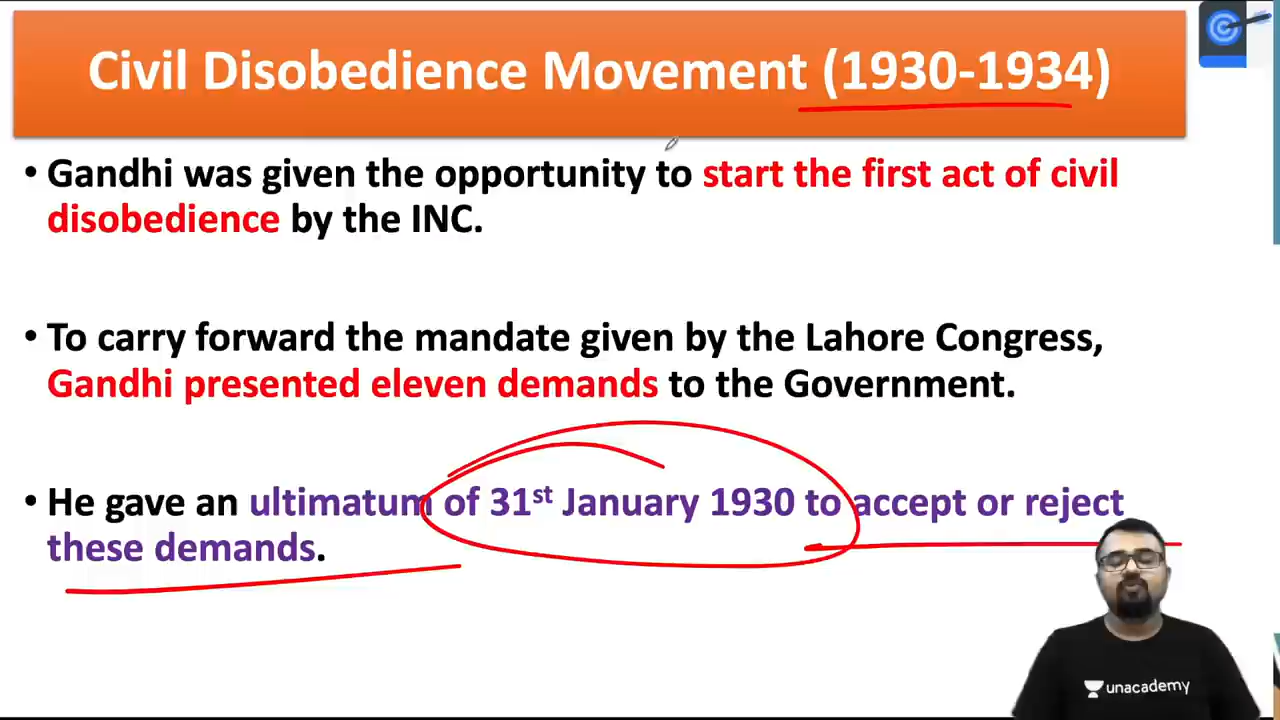 Civil Disobedience Movement (1930-1934)
• Gandhi was given the opportunity to start the first act of civil
disobedience by the INC.
• To carry forward the mandate given by the Lahore Congress,
Gandhi presented eleven demands to the Government.
• He gave an ultimatum of 31st January 1930 to accept or reject
these demands.
unacademy